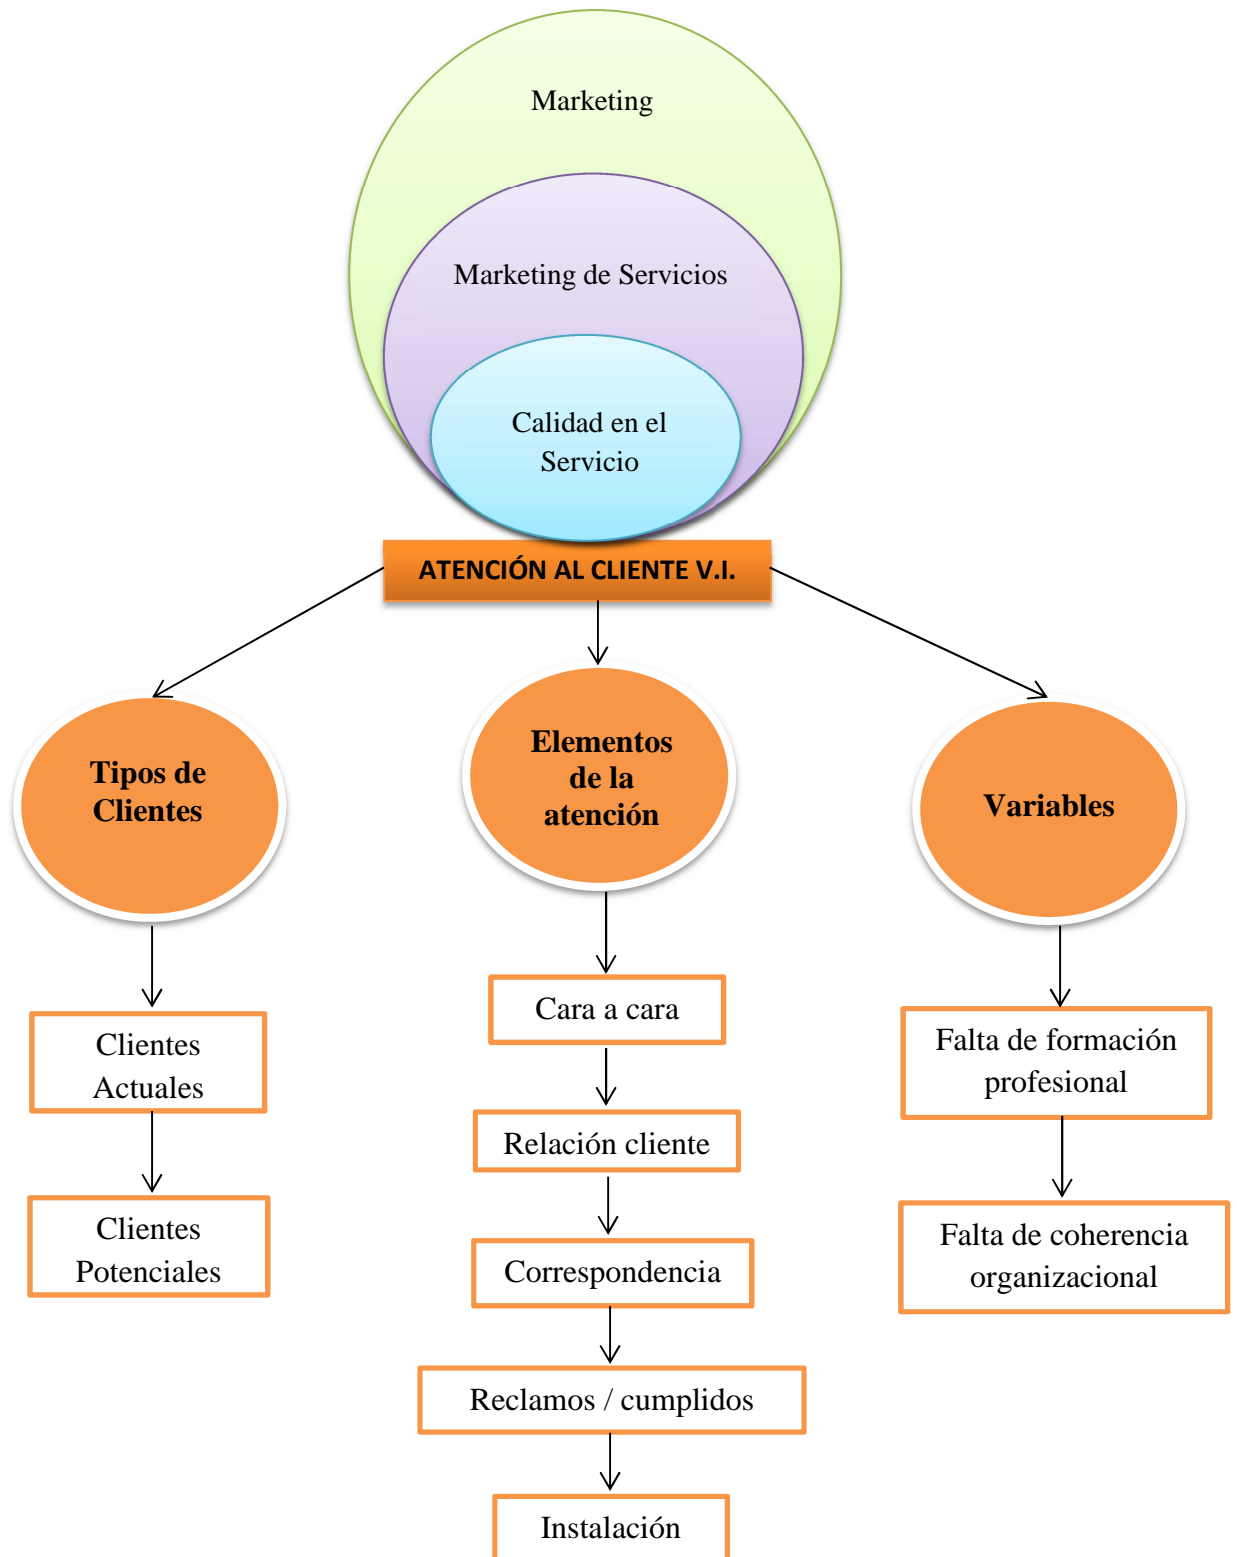 Marketing
Marketing de Servicios
Calidad en el
Servicio
ATENCIÓN AL CLIENTE V.I.
Tipos de
Clientes
Elementos
de la
atención
Variables
Clientes
Actuales
Clientes
Potenciales
Cara a cara
Relación cliente
Correspondencia
Reclamos / cumplidos
Instalación
Falta de formación
profesional
Falta de coherencia
organizacional